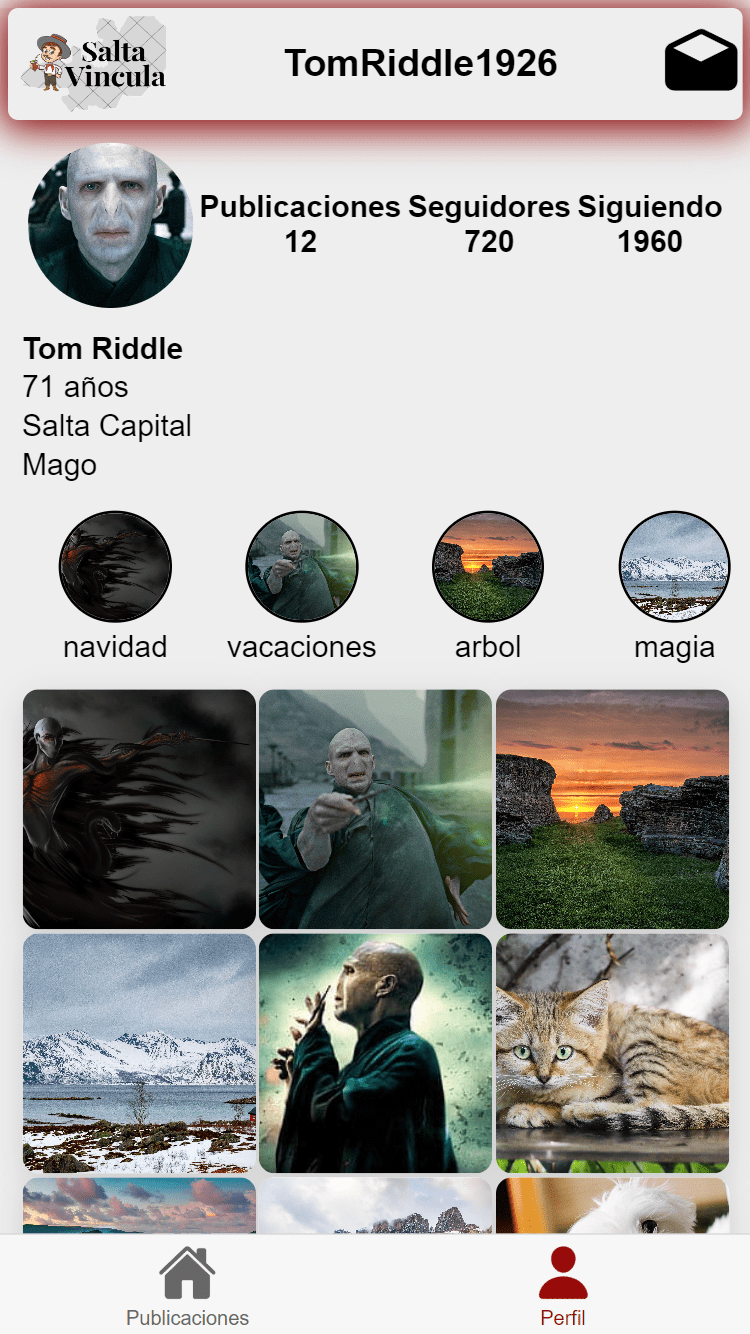 Salta
Vincula
TomRiddle1926
Publicaciones Seguidores Siguiendo
12 720 1960
Tom Riddle
71 años
Salta Capital
Mago
navidad vacaciones arbol magia
Publicaciones Perfil